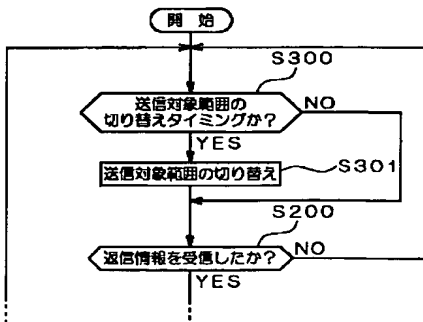 開 始
S300
送信対象範囲の
切り替えタイミングか？
NO
YES
送信対象範囲の切り替え
S301
S200
返信情報を受信したか？
NO
YES